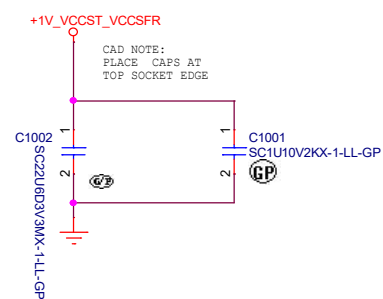 +1V_VCCST_VCCSFR
CAD NOTE:
PLACE CAPS AT
TOP SOCKET EDGE
C1002
1
2
SC22U6D3V3MX-1-LL-GP
G/P
1
2
C1001
SC1U10V2KX-1-LL-GP
GP